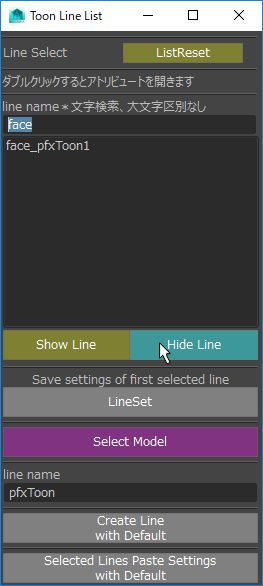 Toon Line List
Line Select
ListReset
ダブルクリックするとアトリビュートを開きます
line name＊文字検索、大文字区別なし
face
face_pfxToon1
Show Line
Hide Line
Save settings of first selected line
LineSet
Select Model
line name
pfxToon
Create Line
with Default
Selected Lines Paste Settings
with Default